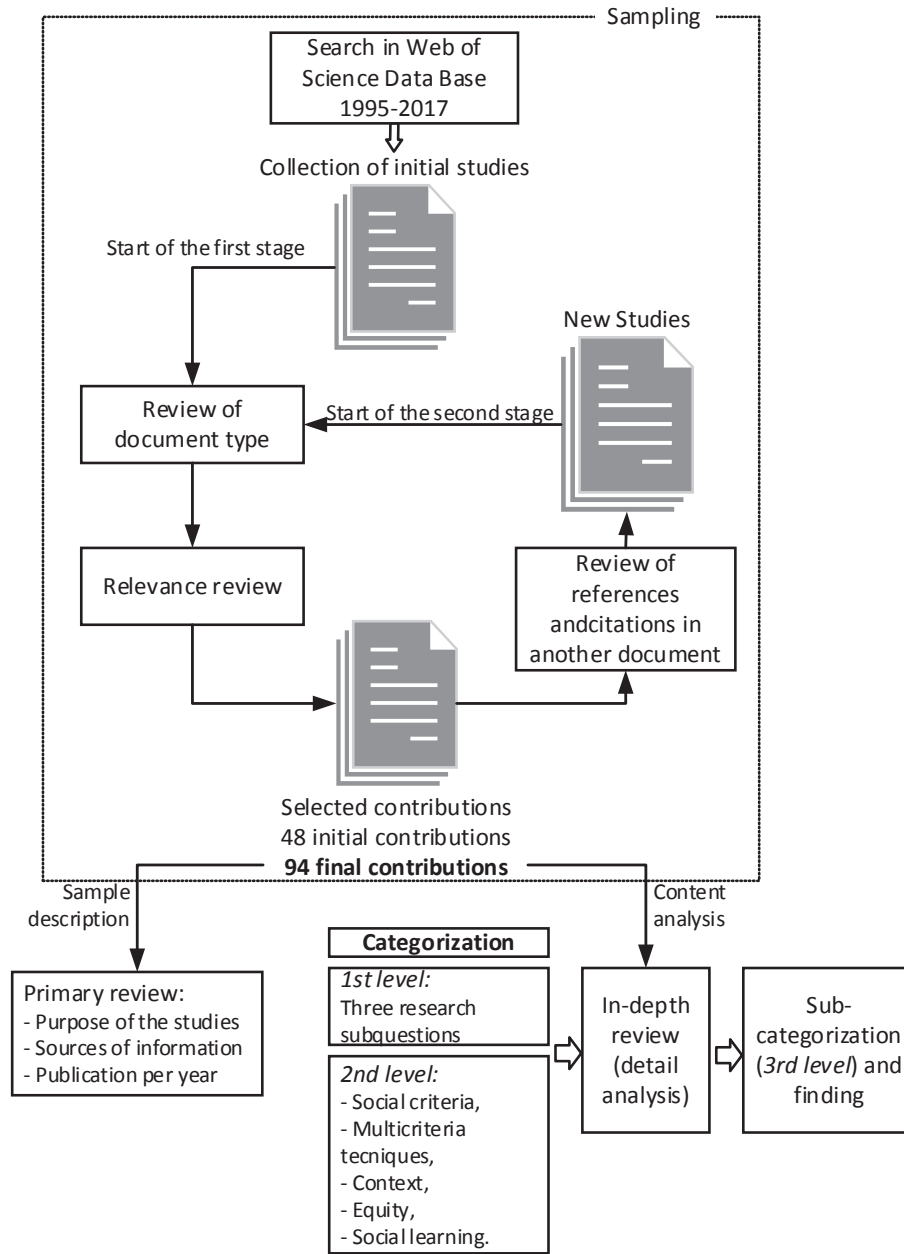 Sampling
Search in Web of
Science Data Base
1995-2017
Collection of initial studies
Start of the first stage
New Studies
Review of
document type
Start of the second stage
Relevance review
Review of
references
andcitations in
another document
Selected contributions
48 initial contributions
94 final contributions
Sample
description
Content
analysis
Primary review:
- Purpose of the studies
- Sources of information
- Publication per year
Categorization
1st level:
Three research
subquestions
2nd level:
- Social criteria,
- Multicriteria
tecniques,
- Context,
- Equity,
- Social learning.
In-depth
review
(detail
analysis)
Sub-
categorization
(3rd level) and
finding